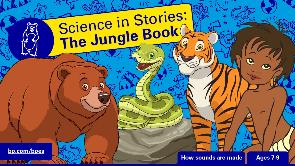 Science in Stories:
The Jungle Book
bp.com/bpes
How sounds are made
Ages 7-9